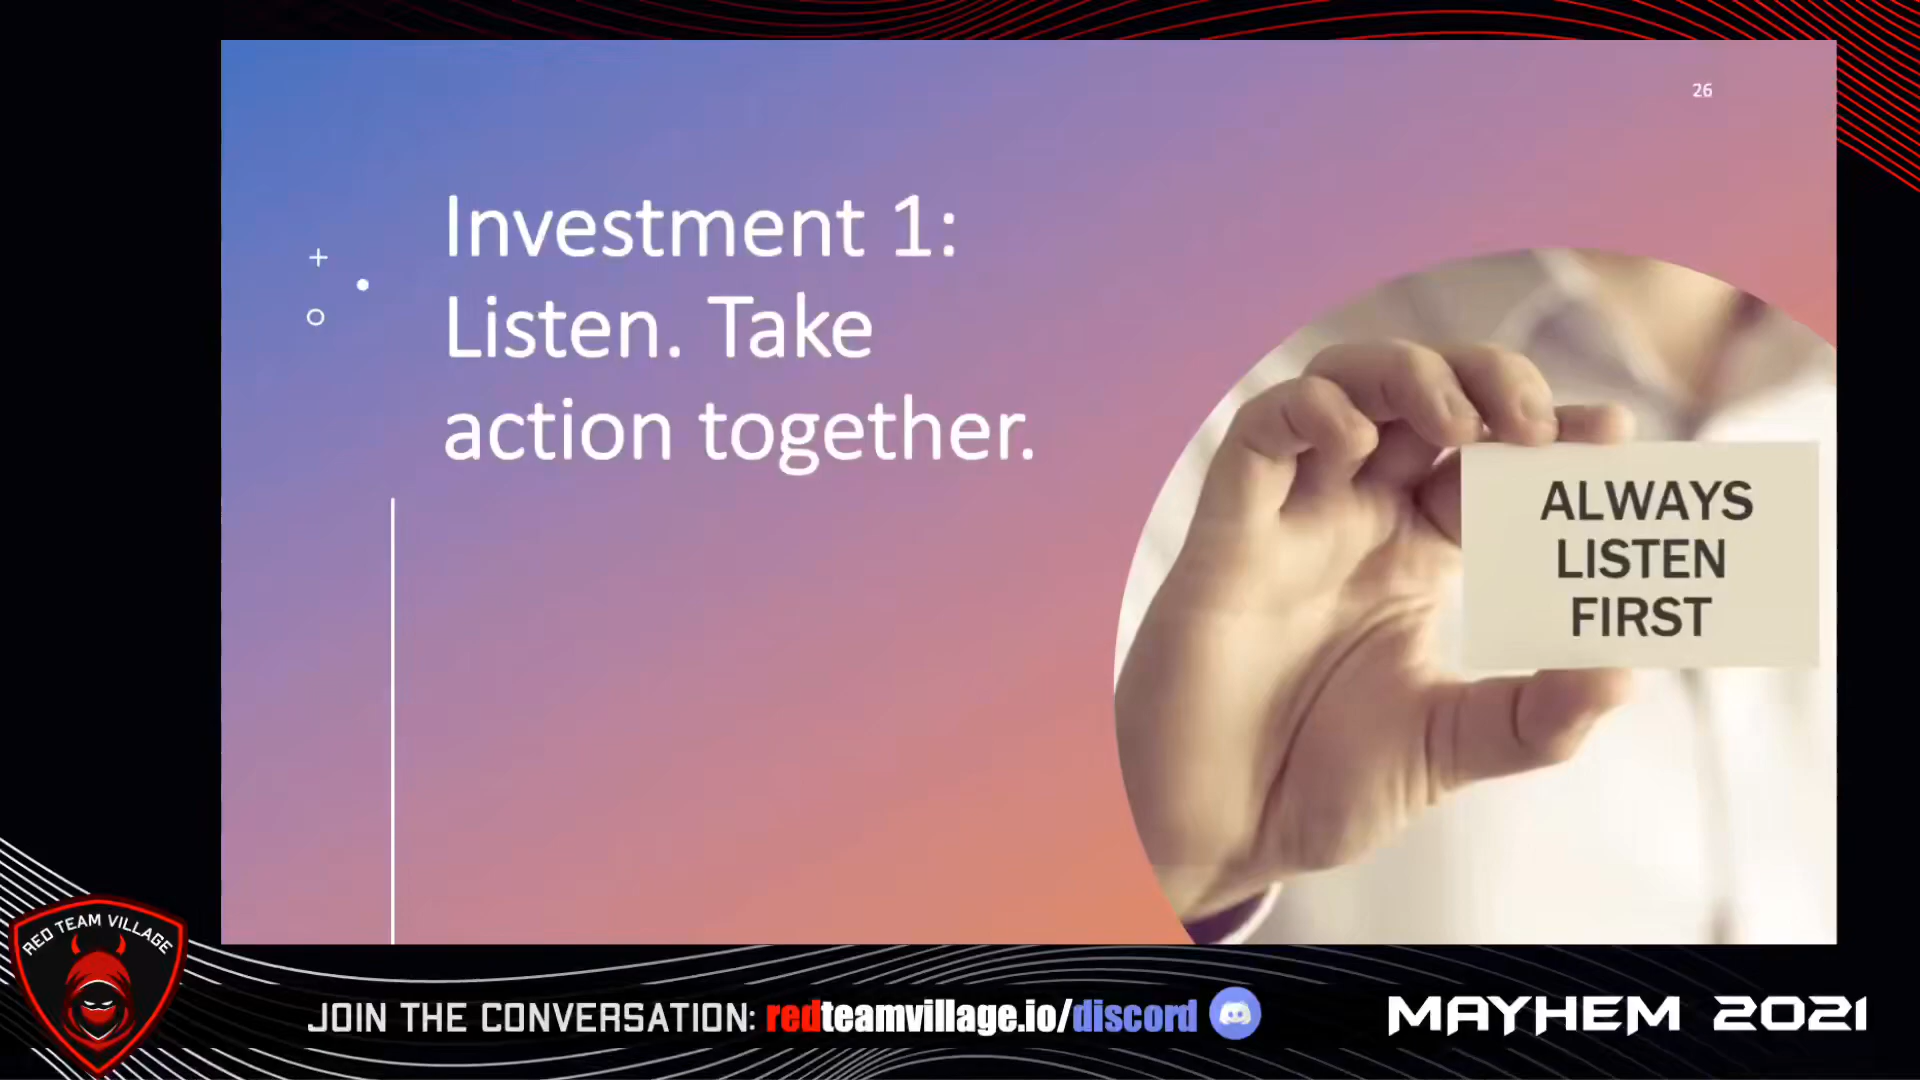 26
Investment 1:
Listen. Take
action together.
ALWAYS
LISTEN
FIRST
RED TEAM VILLAGE
JOIN THE CONVERSATION: redteamvillage.io/discord
MAYHEM 2021